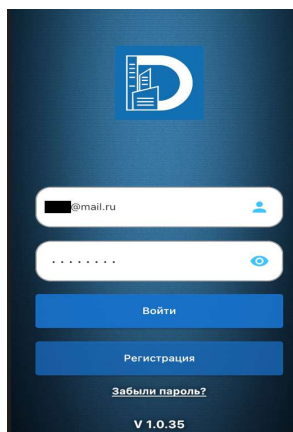 @mail.ru
........
Войти
Регистрация
Забыли пароль?
V 1.0.35